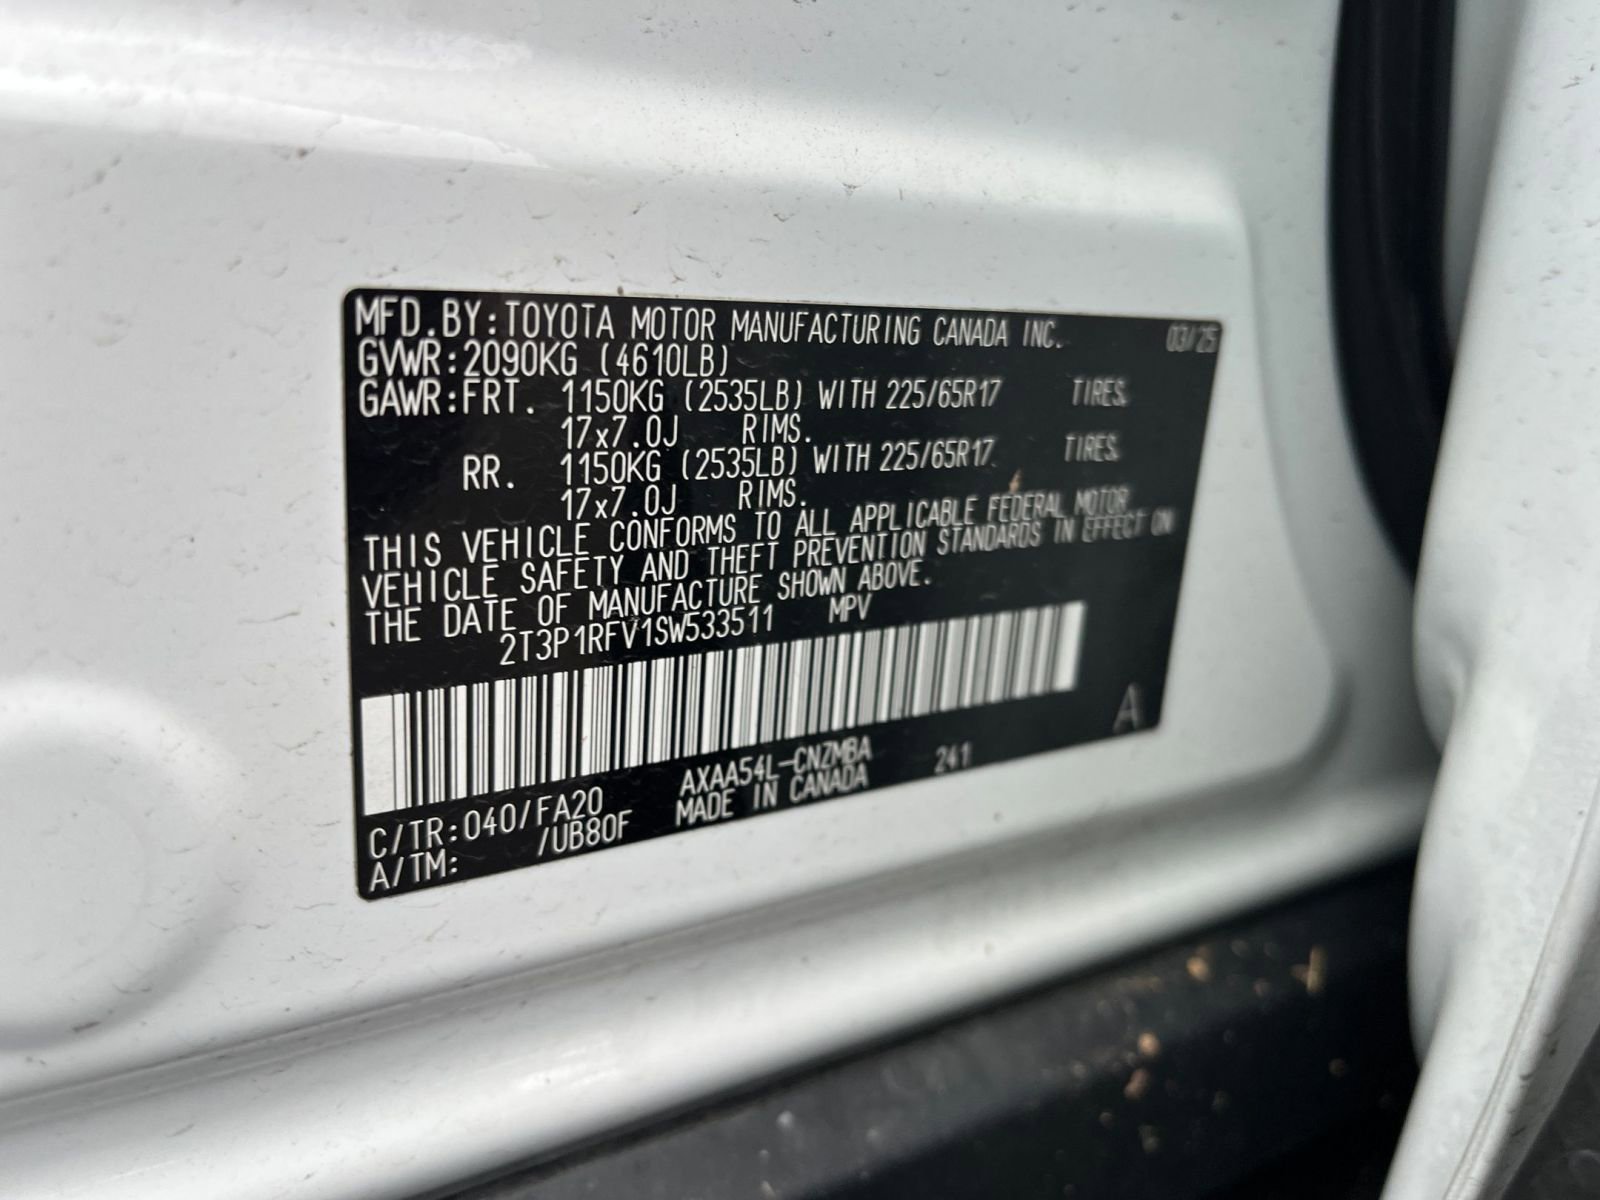 MFD.BY:TOYOTA MOTOR MANUFACTURING CANADA INC. 03/25
GVWR:2090KG (4610LB)
GAWR:FRT. 1150KG (2535LB) WITH 225/65R17 TIRES.
17x7.0J RIMS.
RR. 1150KG (2535LB) WITH 225/65R17 TIRES.
17x7.0J RIMS.
THIS VEHICLE CONFORMS TO ALL APPLICABLE FEDERAL MOTOR
VEHICLE SAFETY AND THEFT PREVENTION STANDARDS IN EFFECT ON
THE DATE OF MANUFACTURE SHOWN ABOVE.
2T3P1RFV1SW533511 MPV
A
C/TR:040/FA20 AXAA54L-CNZMBA 241
A/TM: /UB80F MADE IN CANADA